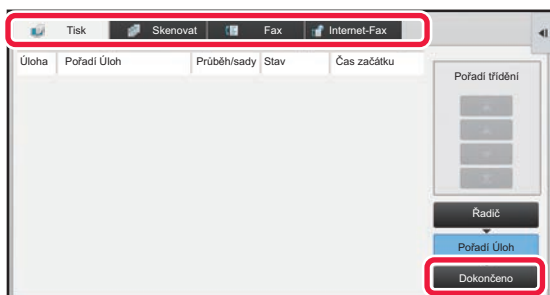 Tisk Skenovat Fax Internet-Fax
Úloha Pořadí Úloh Průběh/sady Stav Čas začátku
Pořadí třídění
Řadič
Pořadí Úloh
Dokončeno